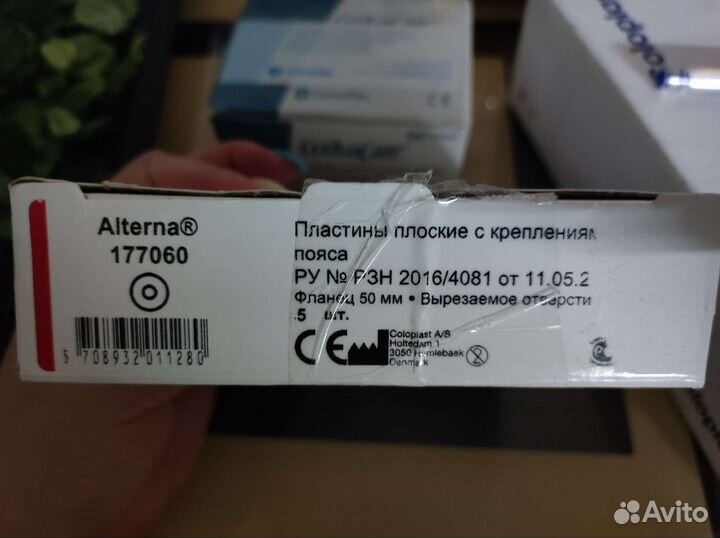 coloplast
Alterna®
177060
5 708932 011280
Пластины плоские с креплениям
пояса
РУ № РЗН 2016/4081 от 11.05.2
Фланец 50 мм • Вырезаемое отверсти
5 шт.
CE
Coloplast A/S
Holtedam 1
3050 Humlebaek
Denmark
Avito